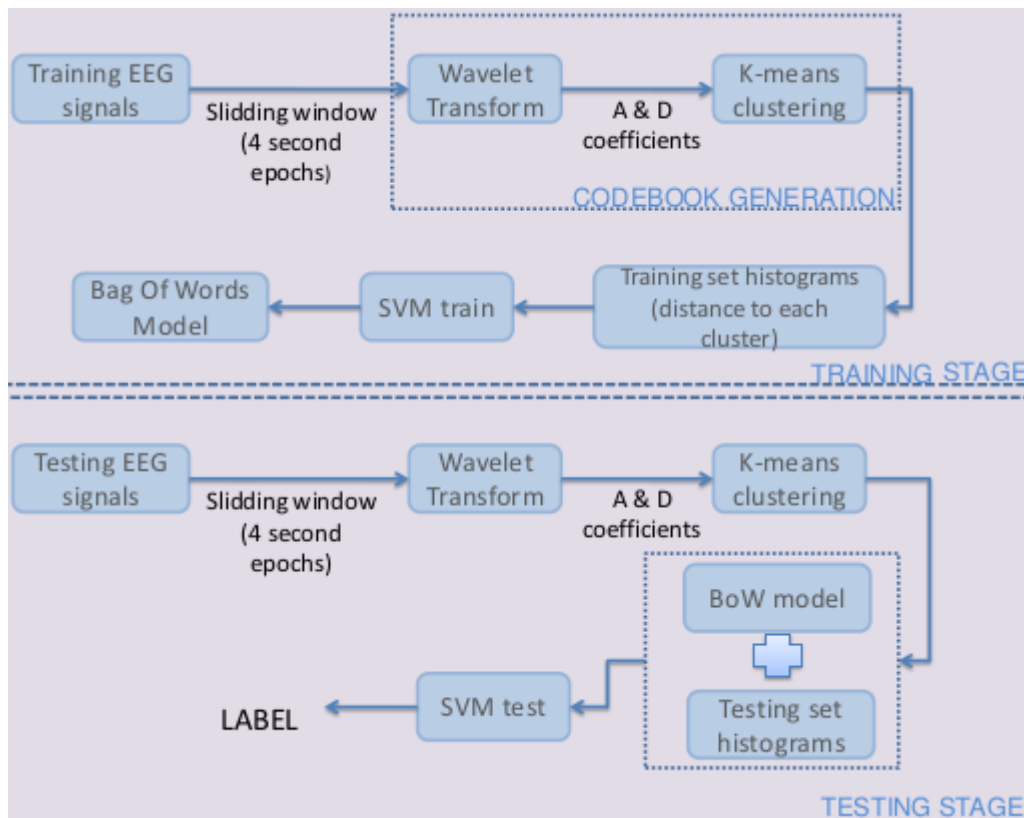 Training EEG
signals
Slidding window
(4 second
epochs)
Wavelet
Transform
A & D
coefficients
K-means
clustering
CODEBOOK GENERATION
Bag Of Words
Model
SVM train
Training set histograms
(distance to each
cluster)
TRAINING STAGE
Testing EEG
signals
Slidding window
(4 second
epochs)
Wavelet
Transform
A & D
coefficients
K-means
clustering
BoW model
Testing set
histograms
SVM test
LABEL
TESTING STAGE